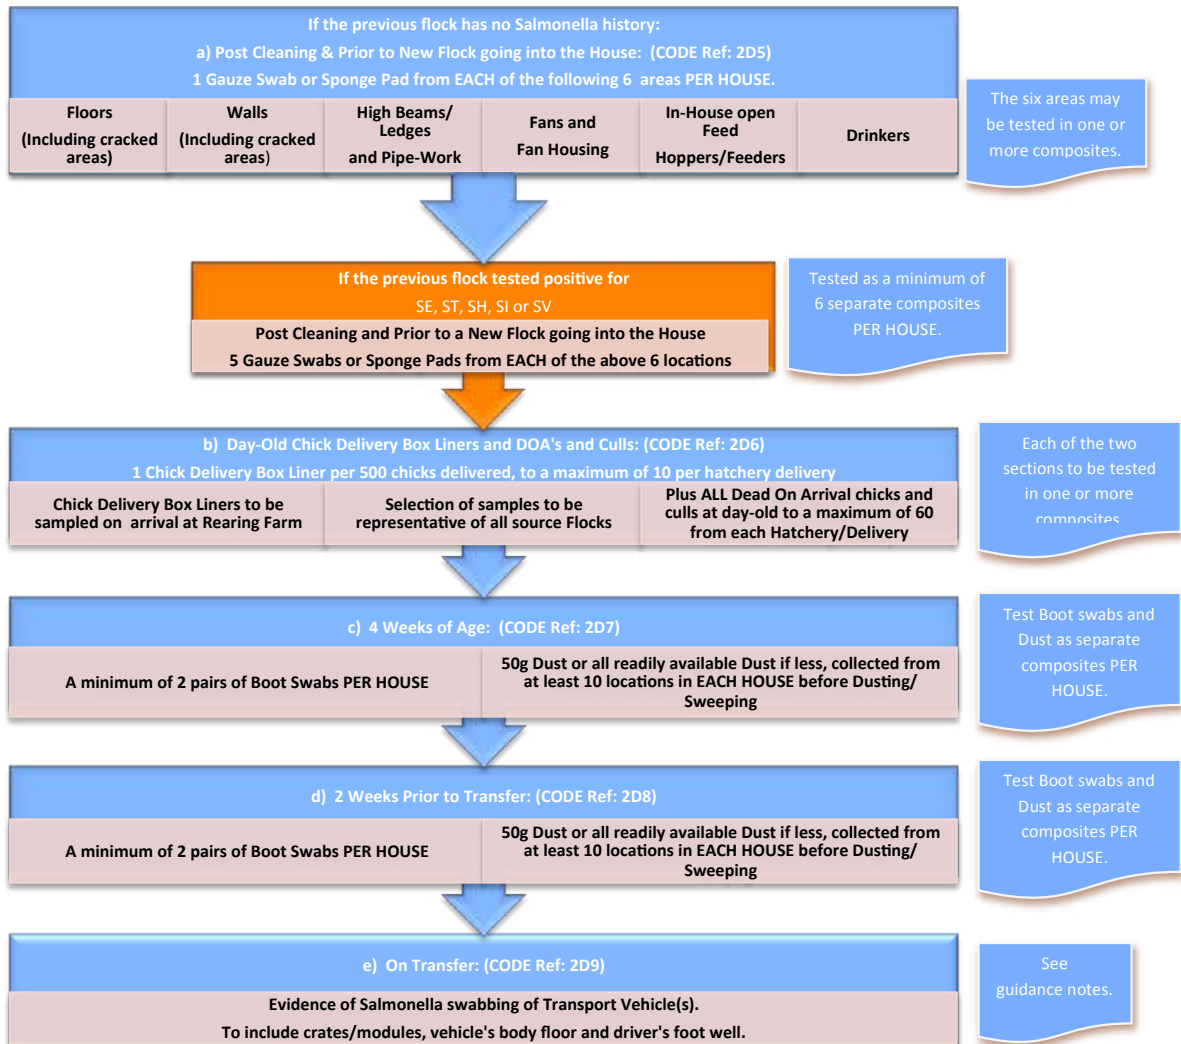 If the previous flock has no Salmonella history:
a) Post Cleaning & Prior to New Flock going into the House: (CODE Ref: 2D5)
1 Gauze Swab or Sponge Pad from EACH of the following 6 areas PER HOUSE.
Floors
(Including cracked
areas)
Walls
(Including cracked
areas)
High Beams/
Ledges
and Pipe-Work
Fans and
Fan Housing
In-House open
Feed
Hoppers/Feeders
Drinkers
The six areas may
be tested in one or
more composites.
If the previous flock tested positive for
SE, ST, SH, SI or SV
Post Cleaning and Prior to a New Flock going into the House
5 Gauze Swabs or Sponge Pads from EACH of the above 6 locations
Tested as a minimum of
6 separate composites
PER HOUSE.
b) Day-Old Chick Delivery Box Liners and DOA's and Culls: (CODE Ref: 2D6)
1 Chick Delivery Box Liner per 500 chicks delivered, to a maximum of 10 per hatchery delivery
Chick Delivery Box Liners to be
sampled on arrival at Rearing Farm
Selection of samples to be
representative of all source Flocks
Plus ALL Dead On Arrival chicks and
culls at day-old to a maximum of 60
from each Hatchery/Delivery
Each of the two
sections to be tested
in one or more
composites
c) 4 Weeks of Age: (CODE Ref: 2D7)
A minimum of 2 pairs of Boot Swabs PER HOUSE
50g Dust or all readily available Dust if less, collected from
at least 10 locations in EACH HOUSE before Dusting/
Sweeping
Test Boot swabs and
Dust as separate
composites PER
HOUSE.
d) 2 Weeks Prior to Transfer: (CODE Ref: 2D8)
A minimum of 2 pairs of Boot Swabs PER HOUSE
50g Dust or all readily available Dust if less, collected from
at least 10 locations in EACH HOUSE before Dusting/
Sweeping
Test Boot swabs and
Dust as separate
composites PER
HOUSE.
e) On Transfer: (CODE Ref: 2D9)
Evidence of Salmonella swabbing of Transport Vehicle(s).
To include crates/modules, vehicle's body floor and driver's foot well.
See
guidance notes.